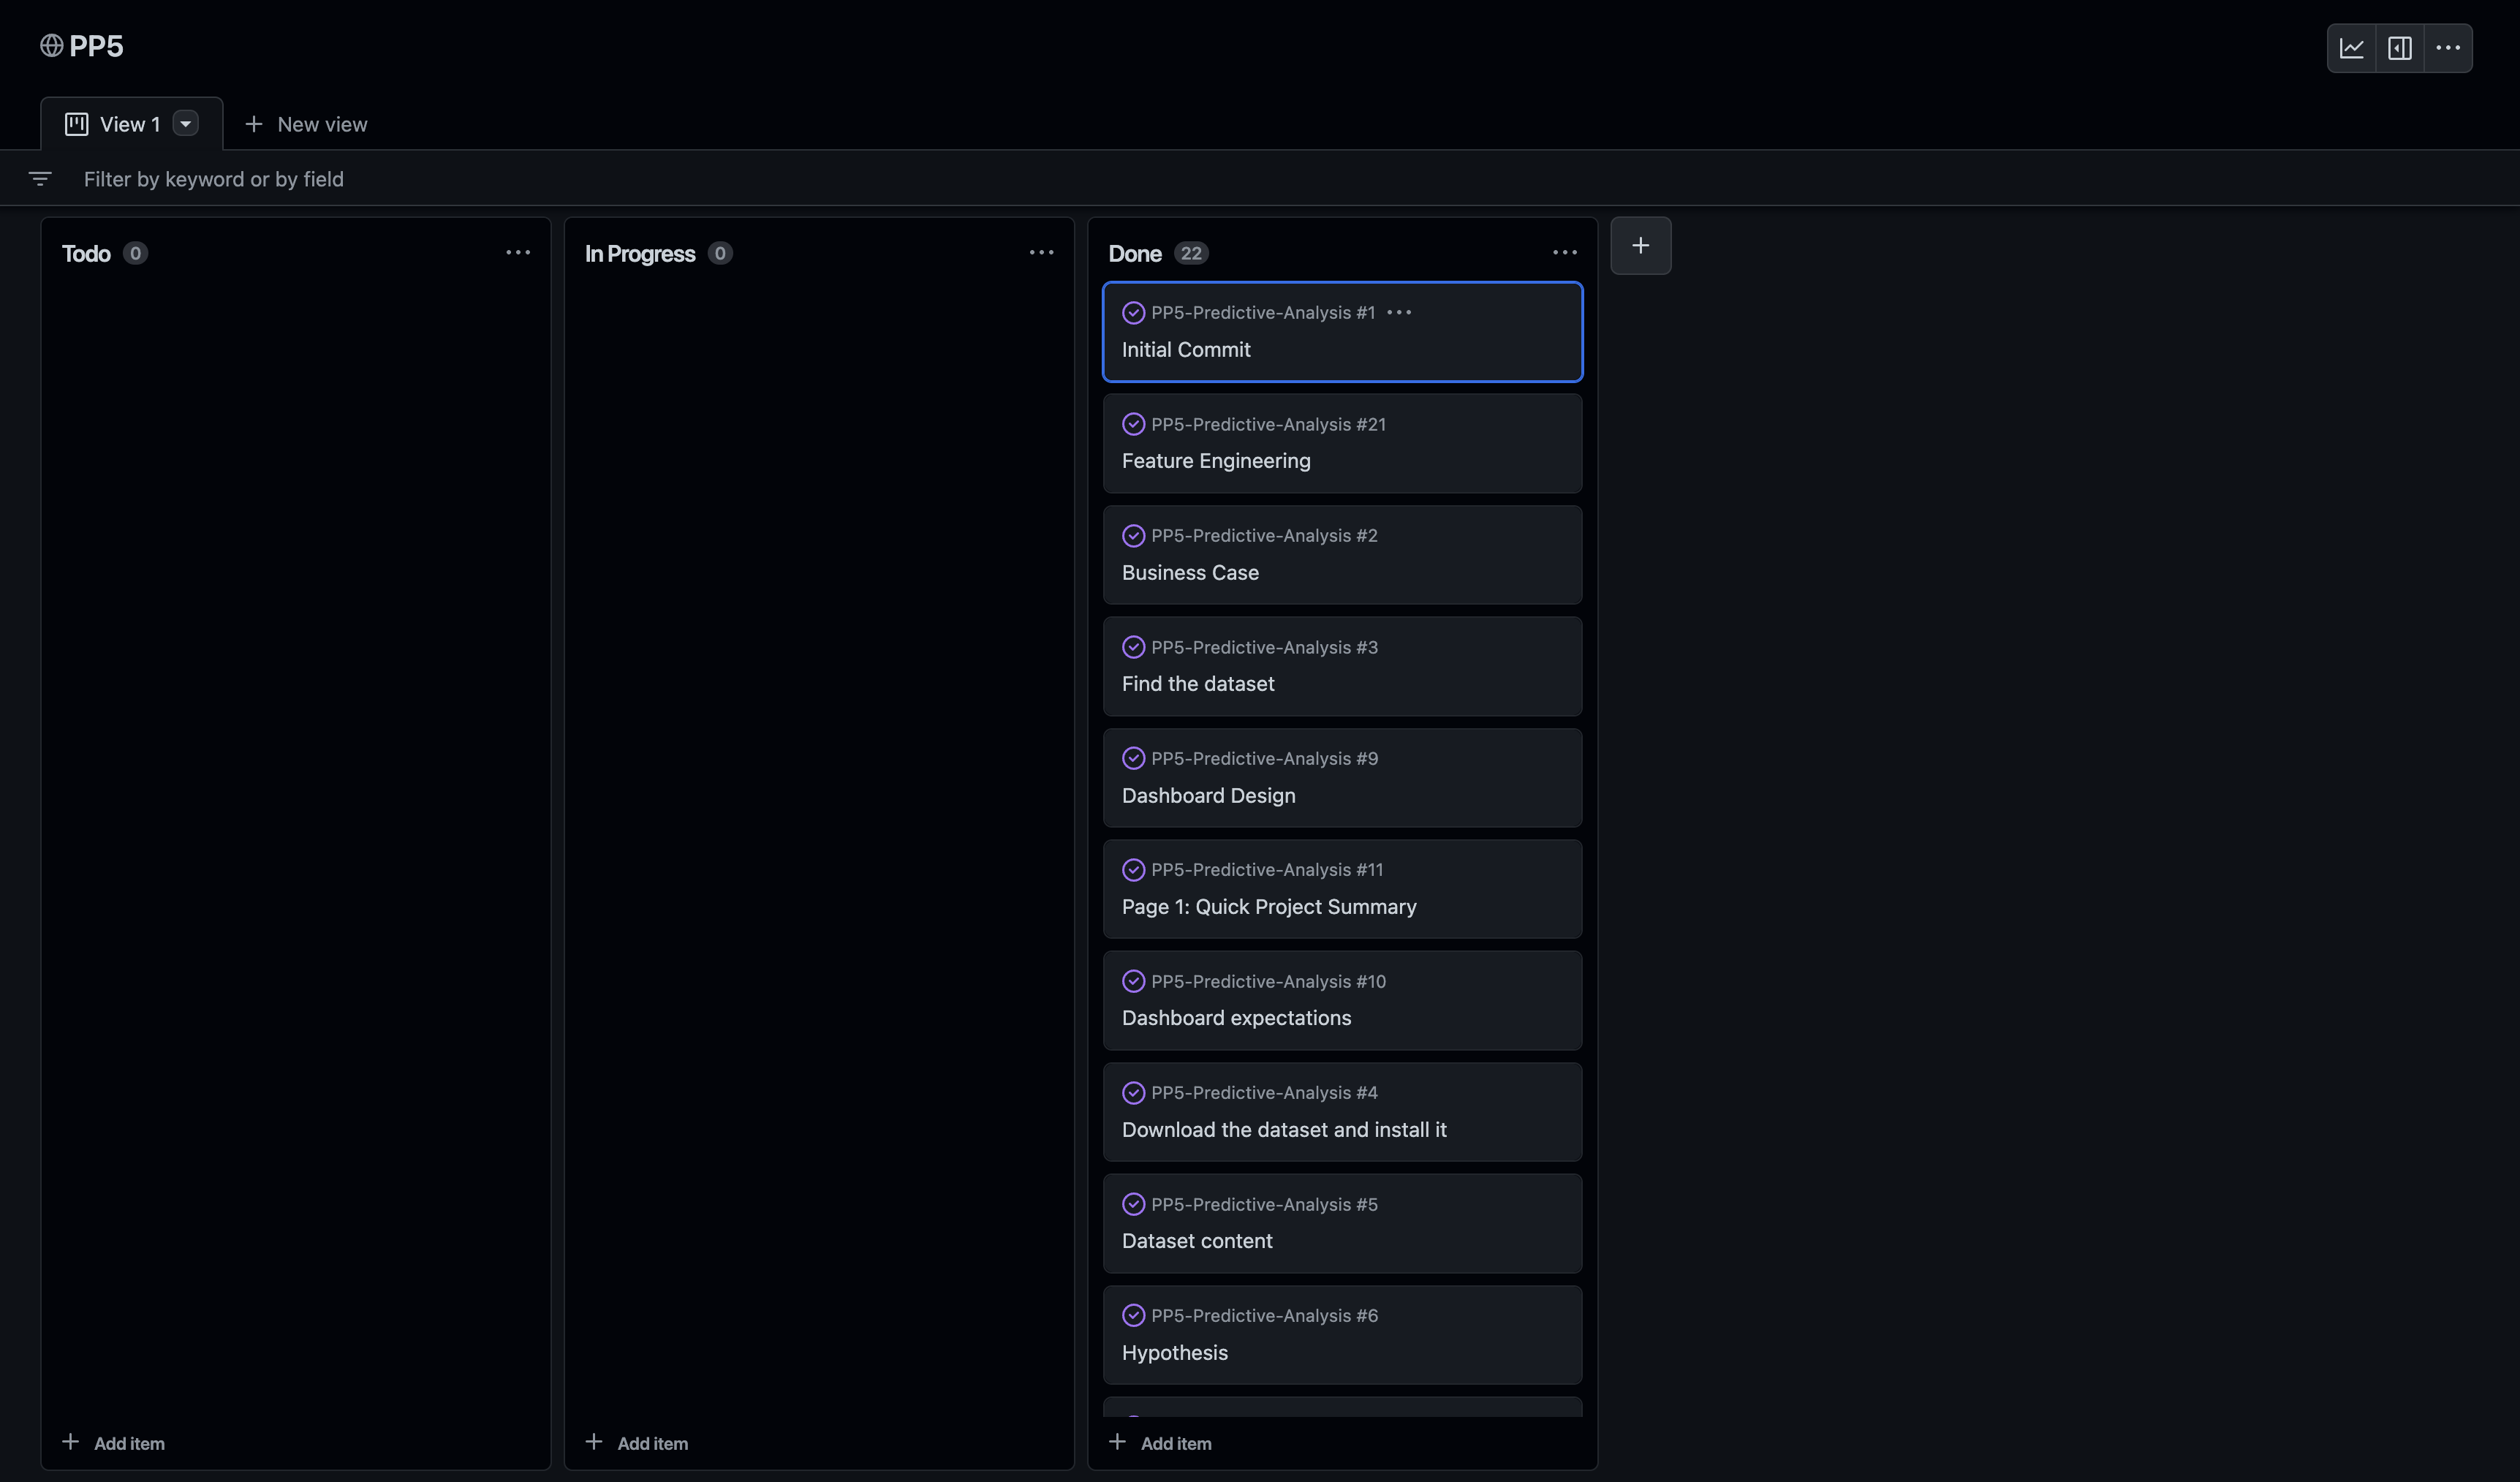 PP5
View 1
New view
Filter by keyword or by field
Todo 0
In Progress 0
Done 22
PP5-Predictive-Analysis #1
Initial Commit
PP5-Predictive-Analysis #21
Feature Engineering
PP5-Predictive-Analysis #2
Business Case
PP5-Predictive-Analysis #3
Find the dataset
PP5-Predictive-Analysis #9
Dashboard Design
PP5-Predictive-Analysis #11
Page 1: Quick Project Summary
PP5-Predictive-Analysis #10
Dashboard expectations
PP5-Predictive-Analysis #4
Download the dataset and install it
PP5-Predictive-Analysis #5
Dataset content
PP5-Predictive-Analysis #6
Hypothesis
Add item
Add item
Add item